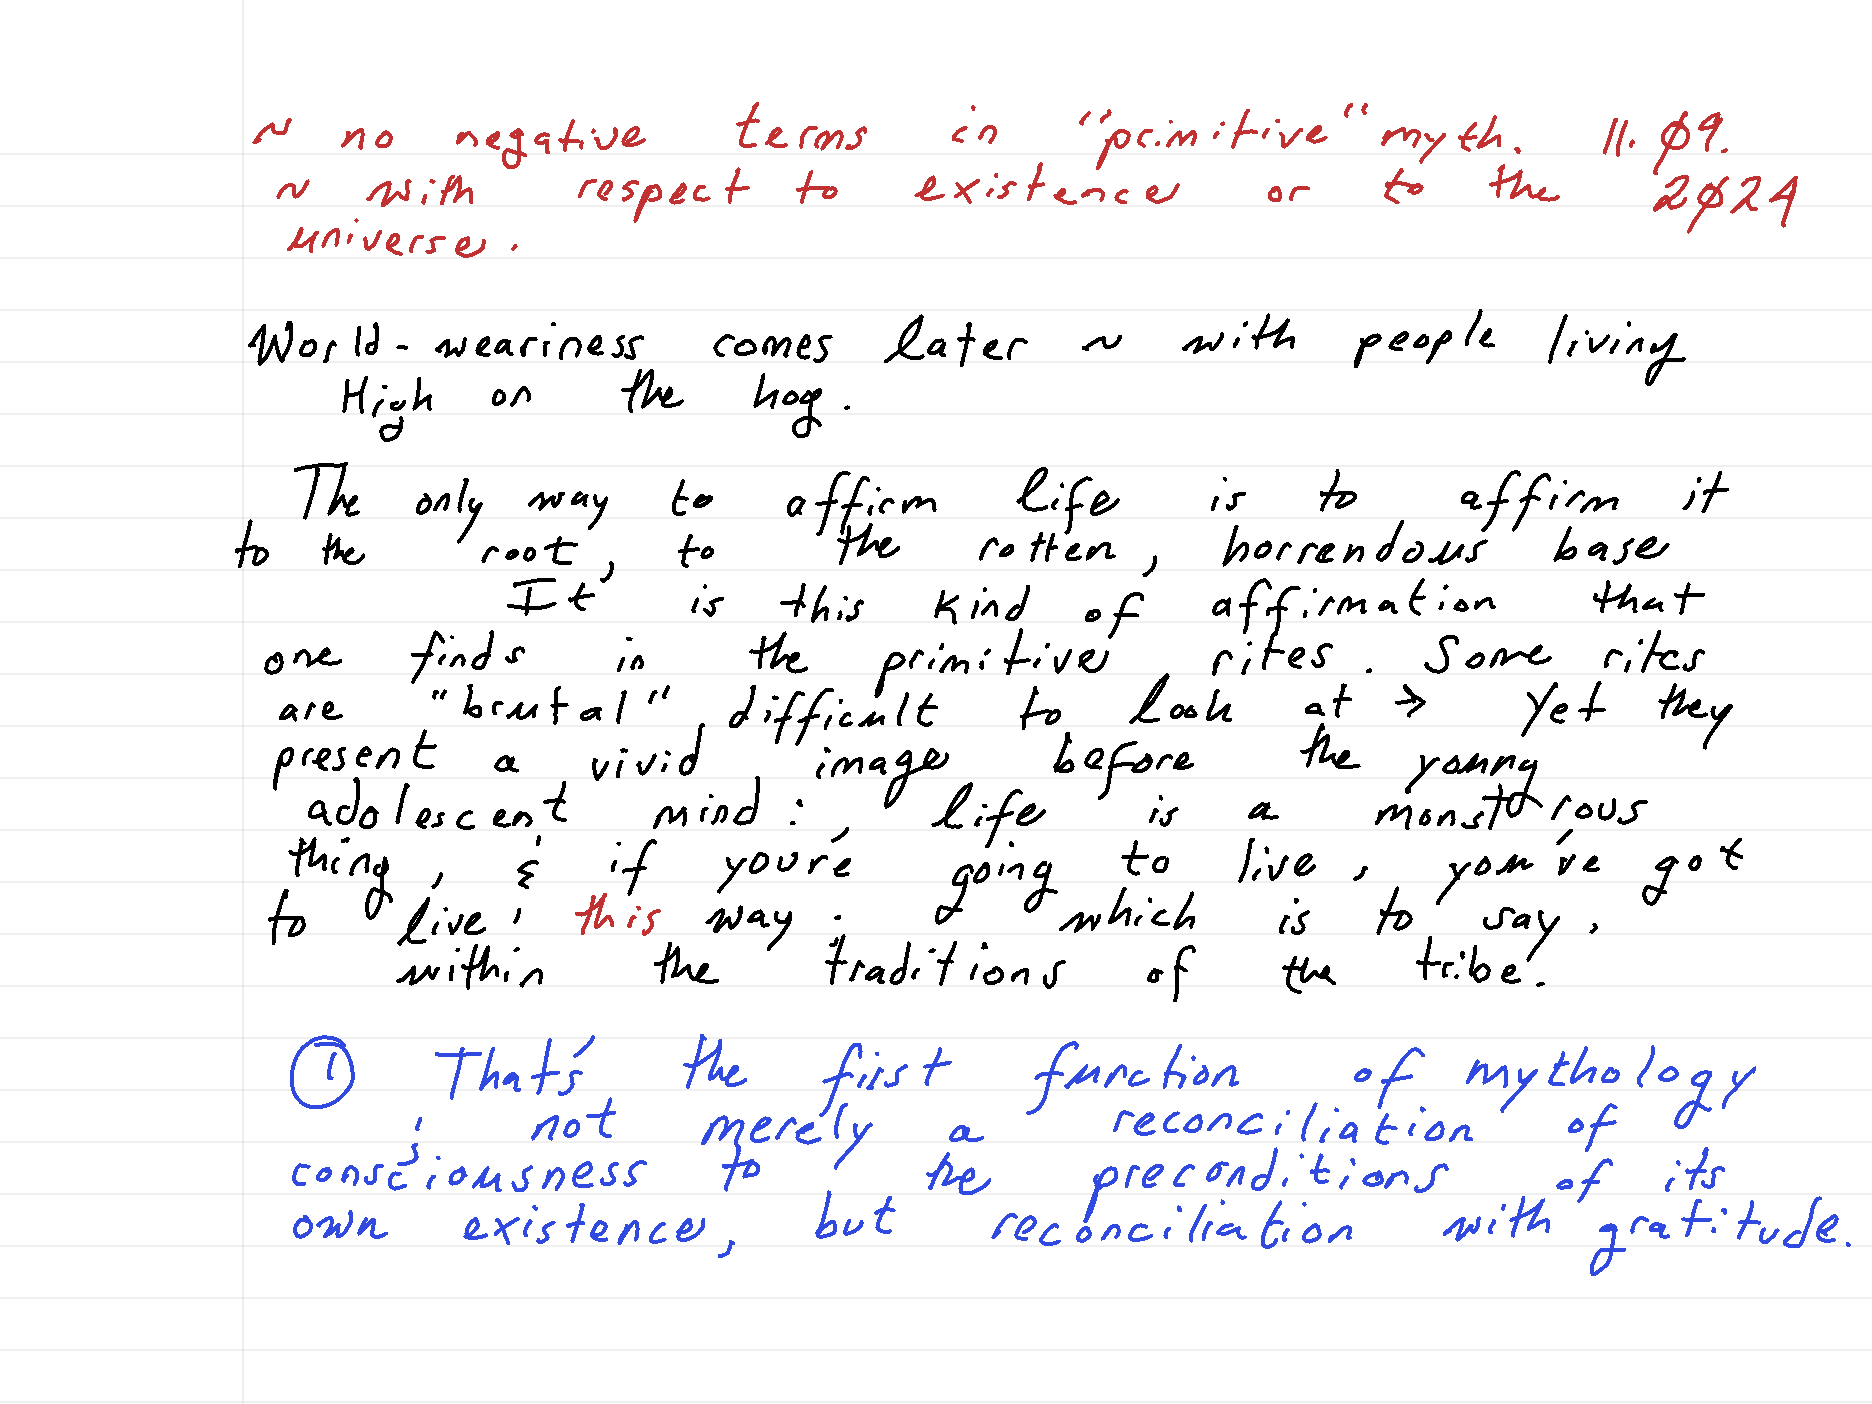 ~ no negative terms in "primitive" myth. 11. Ø9.
~ with respect to existence or to the 2Ø24
universe.
World-weariness comes later ~ with people living
High on the hog.
The only way to affirm life is to affirm it
to the root, to the rotten, horrendous base
It is this kind of affirmation that
one finds in the primitive rites. Some rites
are "brutal", difficult to look at → Yet they
present a vivid image before the young
adolescent mind: life is a monstrous
thing, & if you're going to live, you've got
to live this way. which is to say,
within the traditions of the tribe.
① That's the first function of mythology
; not merely a reconciliation of
consciousness to the preconditions of its
own existence, but reconciliation with gratitude.